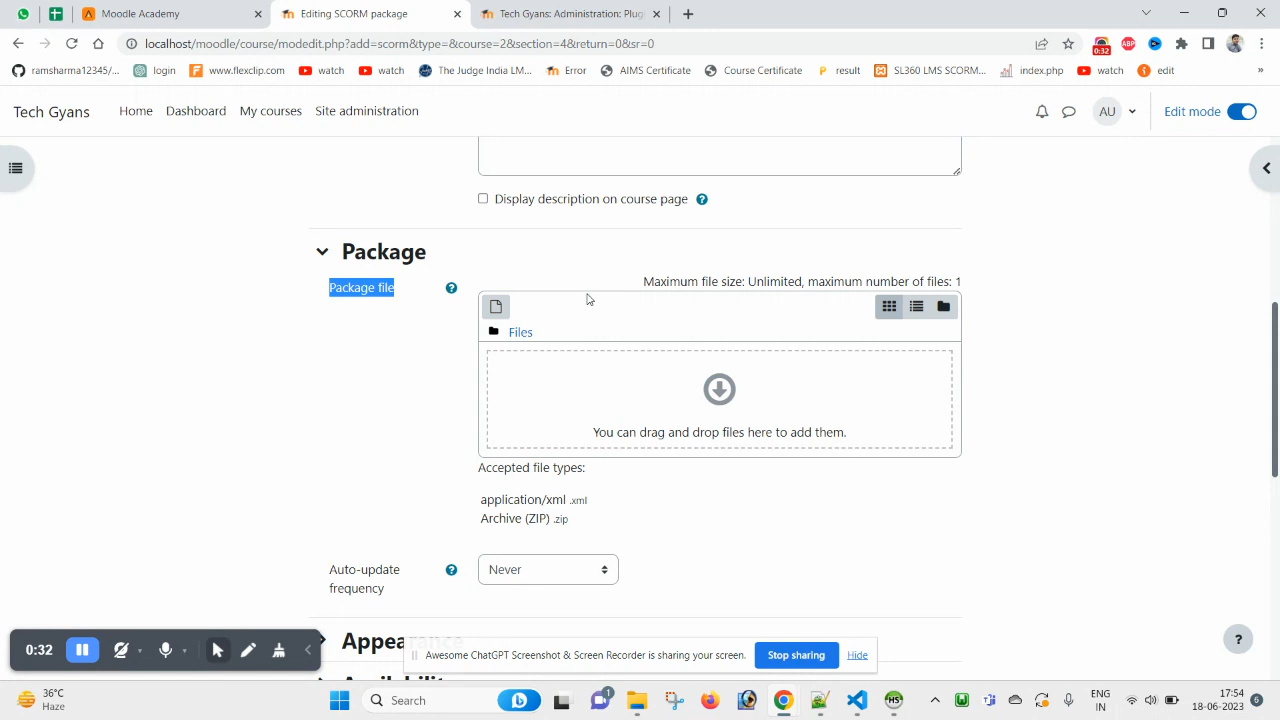 Moodle Academy
Editing SCORM package
Tech Gyans: Administration: Plug
localhost/moodle/course/modedit.php?add=scorm&type=&course=2&section=4&return=0&sr=0
0:32
ABP
ramsharma12345/...
login
www.flexclip.com
watch
fetch
The Judge India LM...
Error
AIMS Certificate
Course Certificate
result
SL360 LMS SCORM...
index.php
watch
edit
»
Tech Gyans
Home
Dashboard
My courses
Site administration
AU
Edit mode
Display description on course page
Package
Package file
Maximum file size: Unlimited, maximum number of files: 1
Files
You can drag and drop files here to add them.
Accepted file types:
application/xml .xml
Archive (ZIP) .zip
Auto-update
frequency
Never
0:32
Awesome ChatGPT Screenshot & Screen Recorder is sharing your screen.
Stop sharing
Hide
?
36°C
Haze
Search
1
ENG
IN
17:54
18-06-2023
5